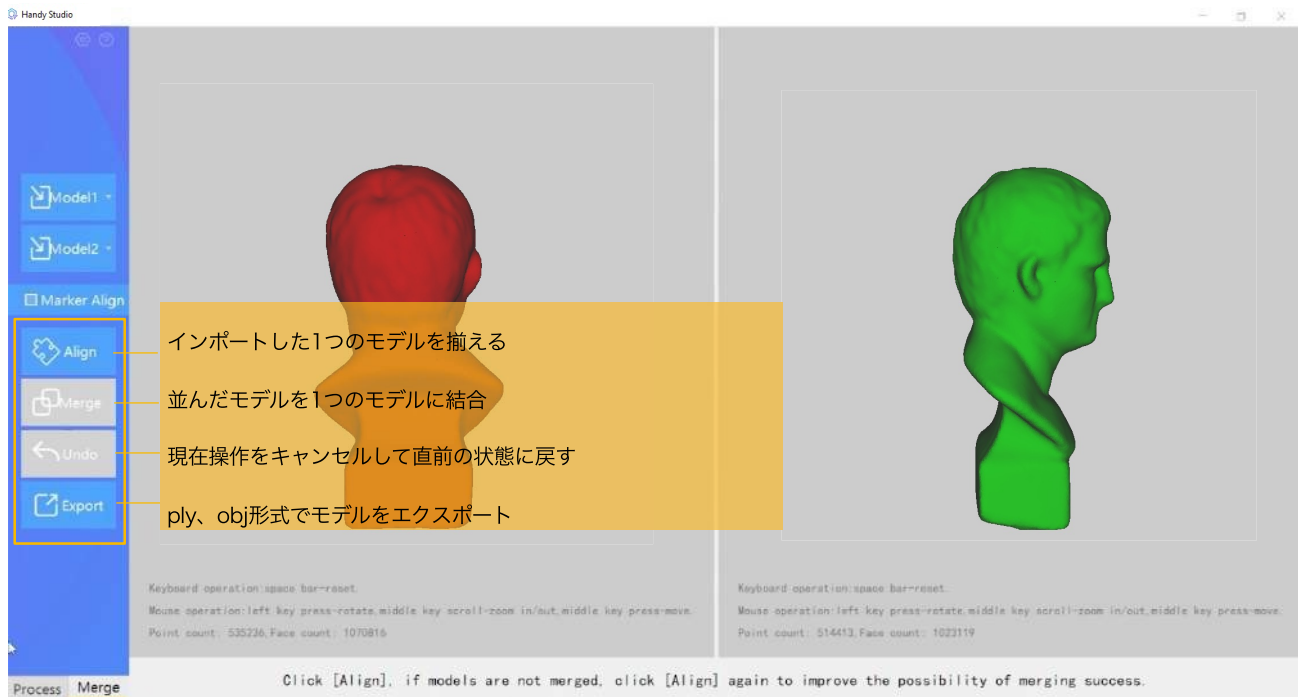 Handy Studio
Model1
Model2
Marker Align
Align
Merge
Undo
Export
インポートした1つのモデルを揃える
並んだモデルを1つのモデルに結合
現在操作をキャンセルして直前の状態に戻す
ply、obj形式でモデルをエクスポート
Keyboard operation:space bar-reset.
Mouse operation:left key press-rotate,middle key scroll-zoom in/out,middle key press-move.
Point count: 535236,Face count: 1070816
Keyboard operation:space bar-reset.
Mouse operation:left key press-rotate,middle key scroll-zoom in/out,middle key press-move.
Point count: 514413,Face count: 1023119
Click [Align], if models are not merged, click [Align] again to improve the possibility of merging success.
Process
Merge